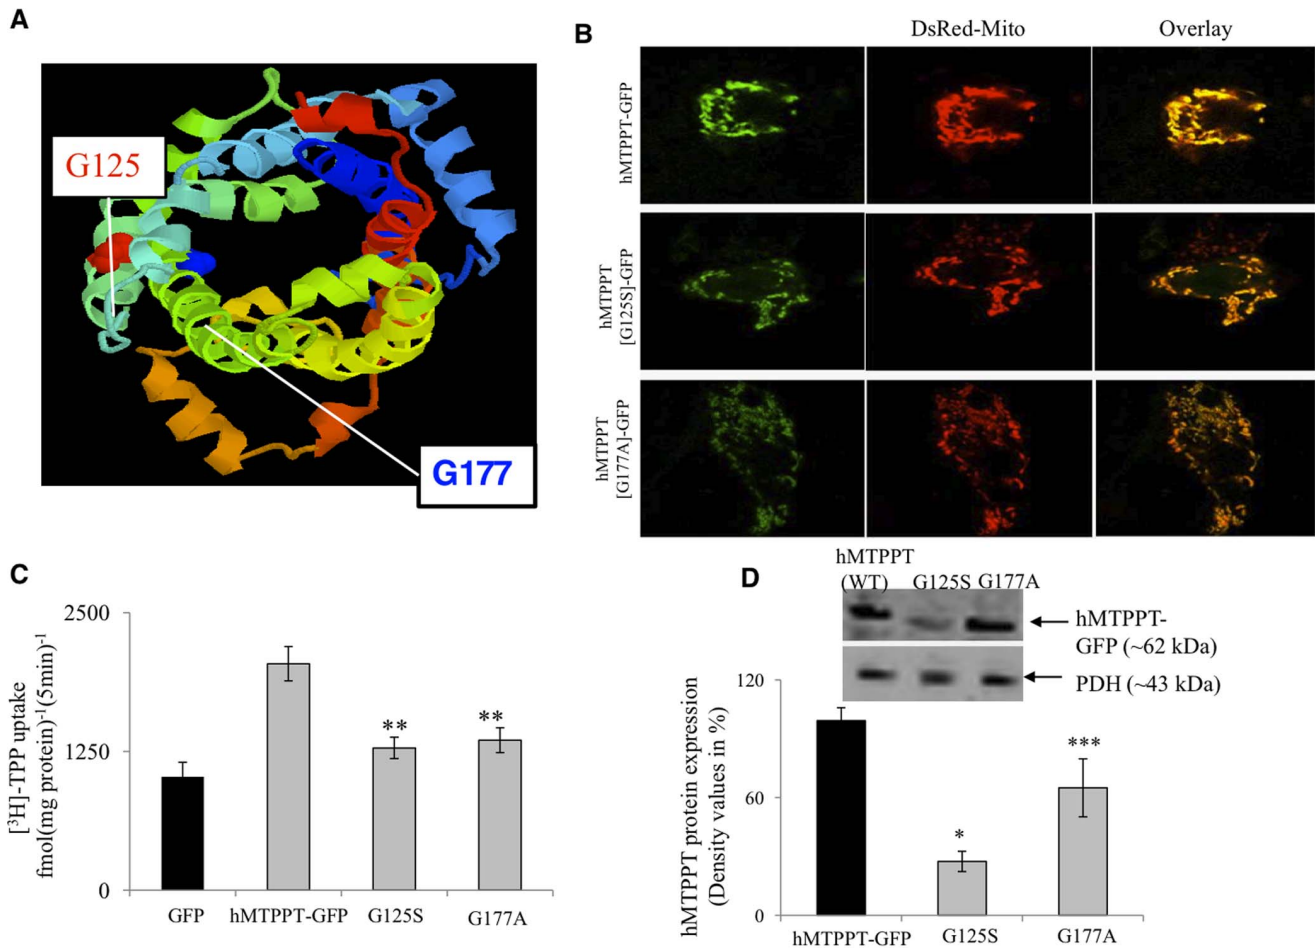 A
G125
G177
B
DsRed-Mito
Overlay
hMTPPT-GFP
hMTPPT
[G125S]-GFP
hMTPPT
[G177A]-GFP
C
[³H]-TPP uptake
fmol(mg protein)⁻¹(5min)⁻¹
2500
1250
0
**
**
GFP
hMTPPT-GFP
G125S
G177A
D
hMTPPT
(WT)
G125S
G177A
hMTPPT-
GFP (~62 kDa)
PDH (~43 kDa)
hMTPPT protein expression
(Density values in %)
120
60
0
*
***
hMTPPT-GFP
G125S
G177A